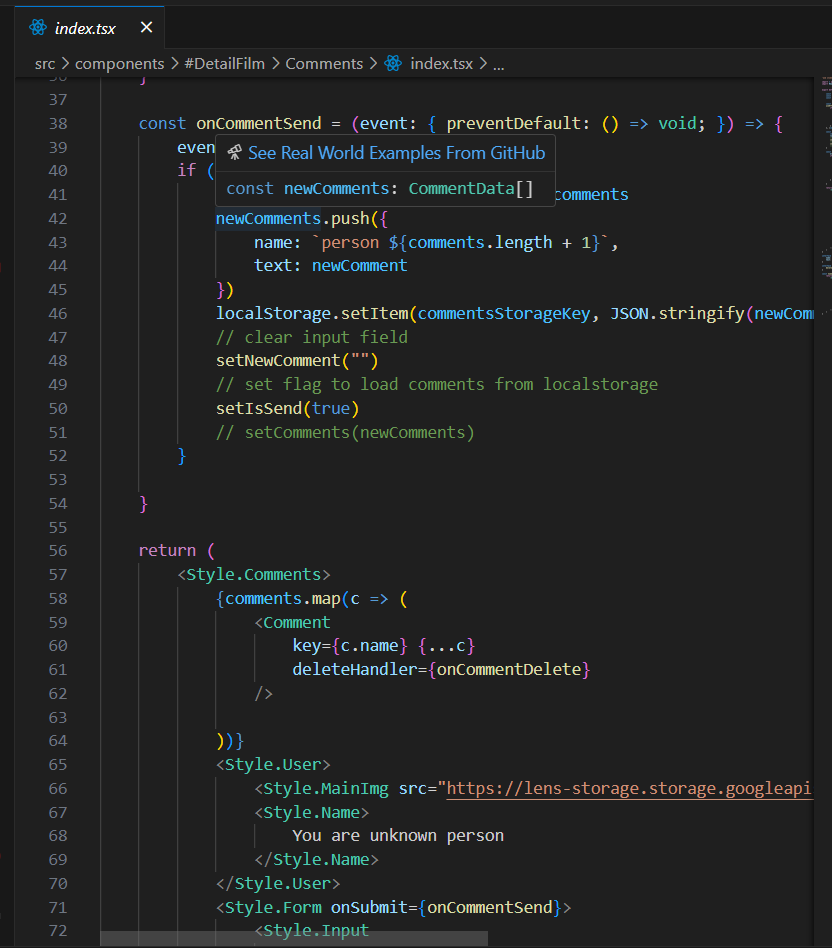 index.tsx ×
src > components > #DetailFilm > Comments > index.tsx > ...
36 }
37
38 const onCommentSend = (event: { preventDefault: () => void; }) => {
39 even
See Real World Examples From GitHub
40 if (
const newComments: CommentData[]
41 comments
42 newComments.push({
43 name: `person ${comments.length + 1}`,
44 text: newComment
45 })
46 localStorage.setItem(commentsStorageKey, JSON.stringify(newCom
47 // clear input field
48 setNewComment("")
49 // set flag to load comments from localstorage
50 setIsSend(true)
51 // setComments(newComments)
52 }
53
54 }
55
56 return (
57 <Style.Comments>
58 {comments.map(c => (
59 <Comment
60 key={c.name} {...c}
61 deleteHandler={onCommentDelete}
62 />
63
64 ))}
65 <Style.User>
66 <Style.MainImg src="https://lens-storage.storage.googleapi
67 <Style.Name>
68 You are unknown person
69 </Style.Name>
70 </Style.User>
71 <Style.Form onSubmit={onCommentSend}>
72 <Style.Input